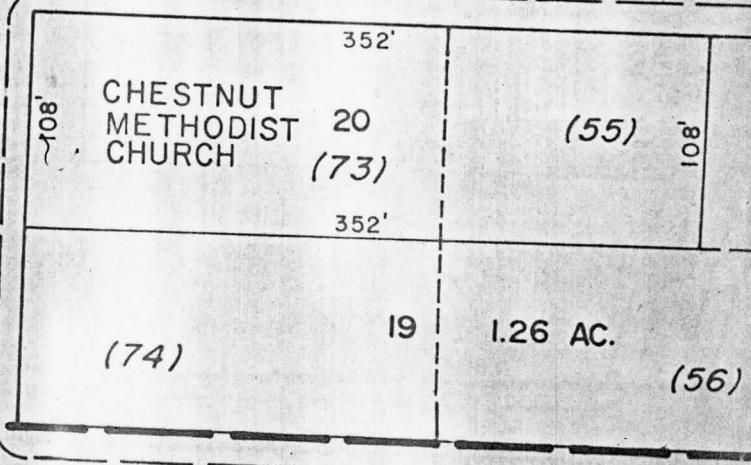 352'
CHESTNUT
METHODIST
CHURCH
20
(73)
108'
(55)
108'
352'
19
1.26 AC.
(74)
(56)